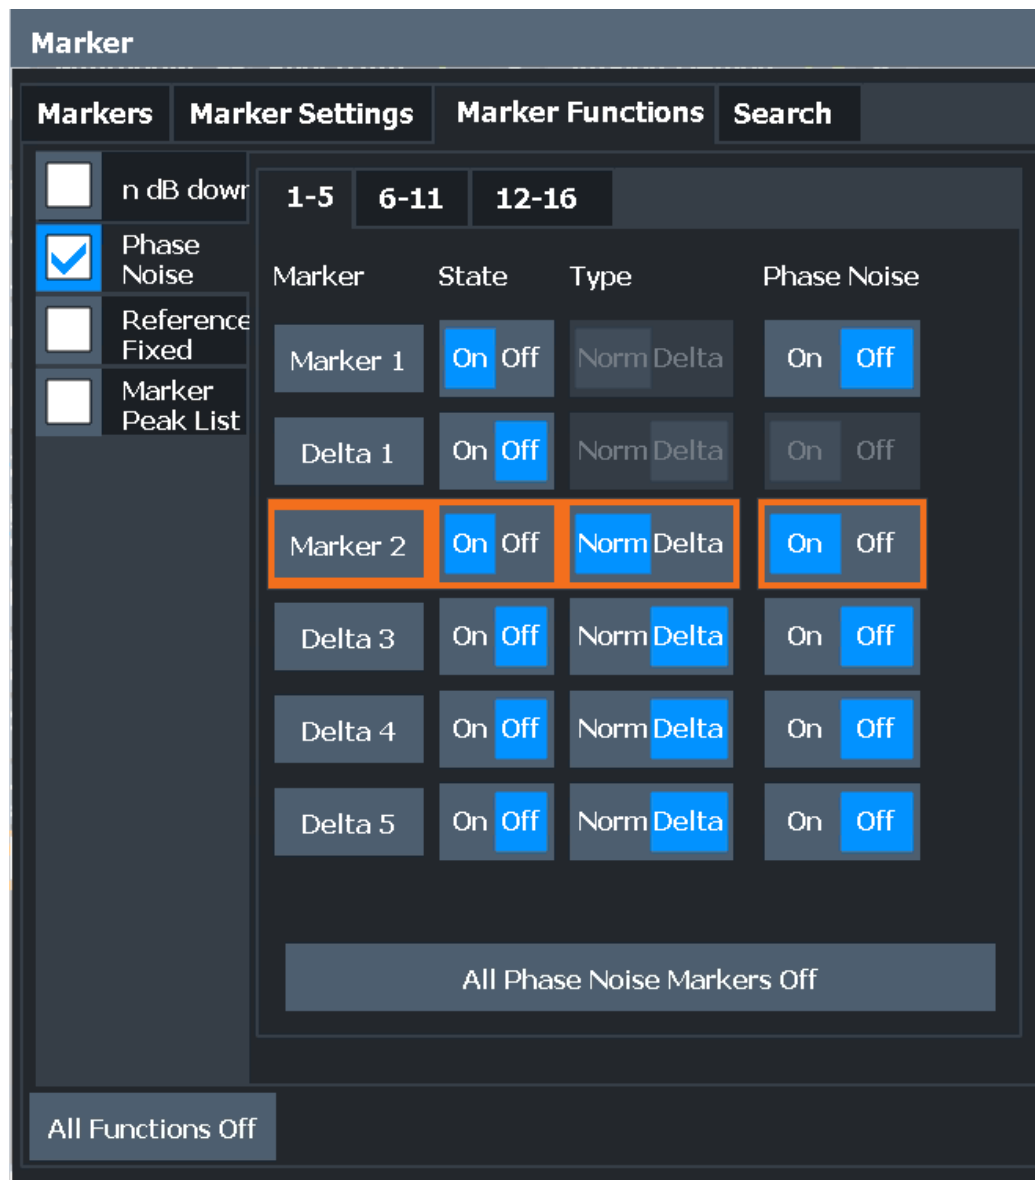 Marker
Markers Marker Settings Marker Functions Search
n dB down
Phase
Noise
Reference
Fixed
Marker
Peak List
1-5 6-11 12-16
Marker State Type Phase Noise
Marker 1 On Off Norm Delta On Off
Delta 1 On Off Norm Delta On Off
Marker 2 On Off Norm Delta On Off
Delta 3 On Off Norm Delta On Off
Delta 4 On Off Norm Delta On Off
Delta 5 On Off Norm Delta On Off
All Phase Noise Markers Off
All Functions Off